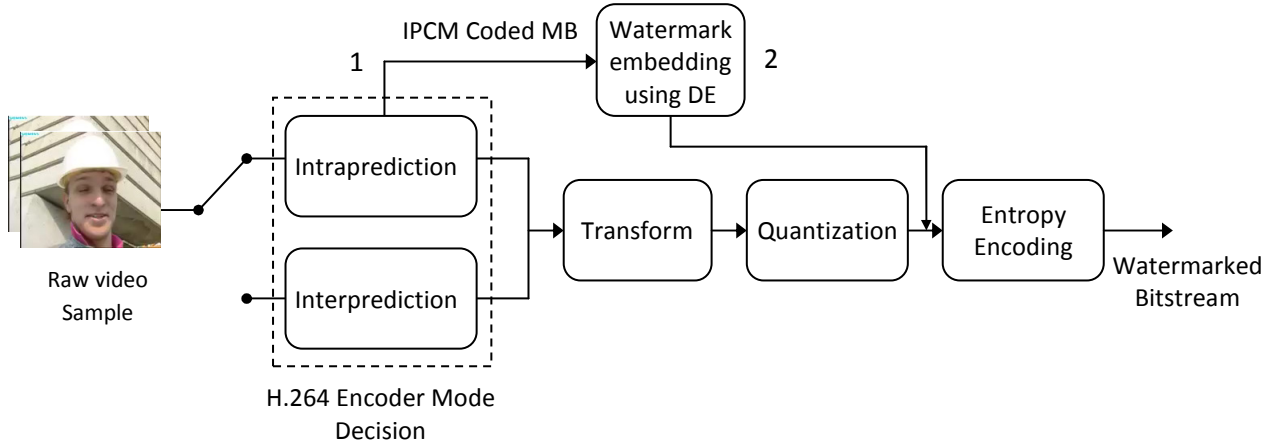 IPCM Coded MB
1
Watermark
embedding
using DE
2
Intraprediction
Interprediction
Transform
Quantization
Entropy
Encoding
Watermarked
Bitstream
Raw video
Sample
H.264 Encoder Mode
Decision